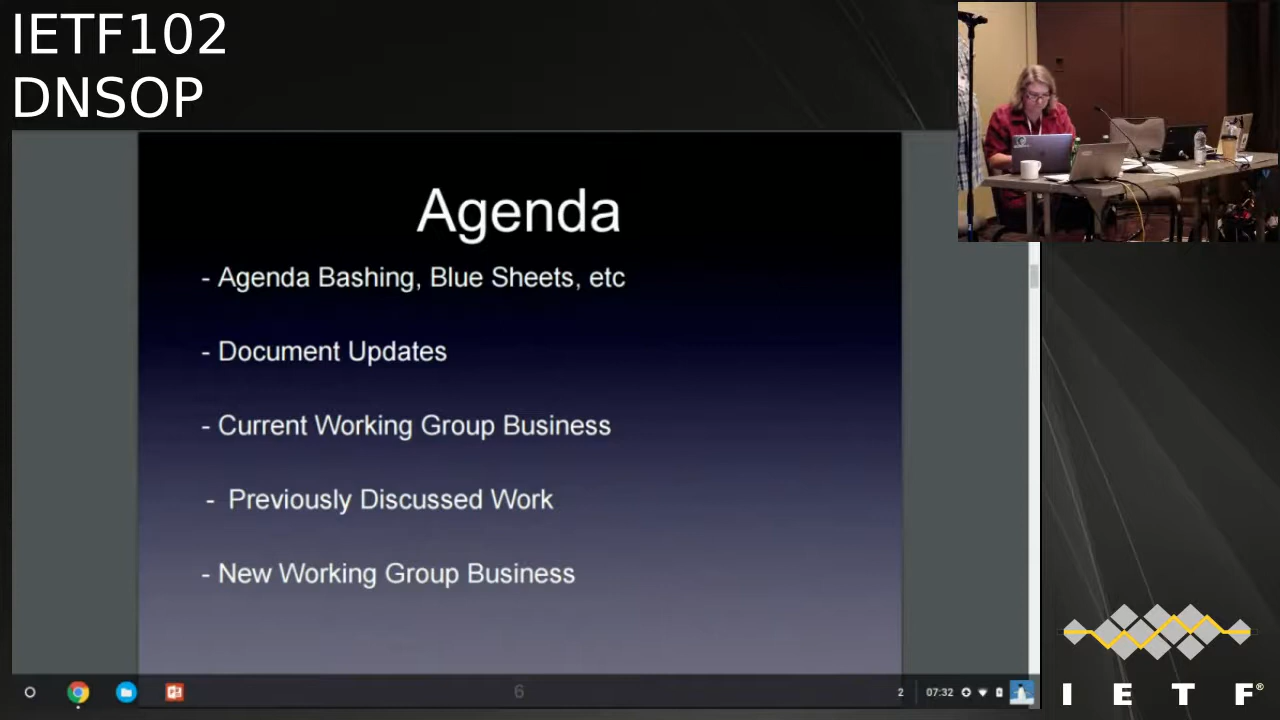 IETF102
DNSOP
Agenda
- Agenda Bashing, Blue Sheets, etc
- Document Updates
- Current Working Group Business
- Previously Discussed Work
- New Working Group Business
6
2
07:32
I E T F®